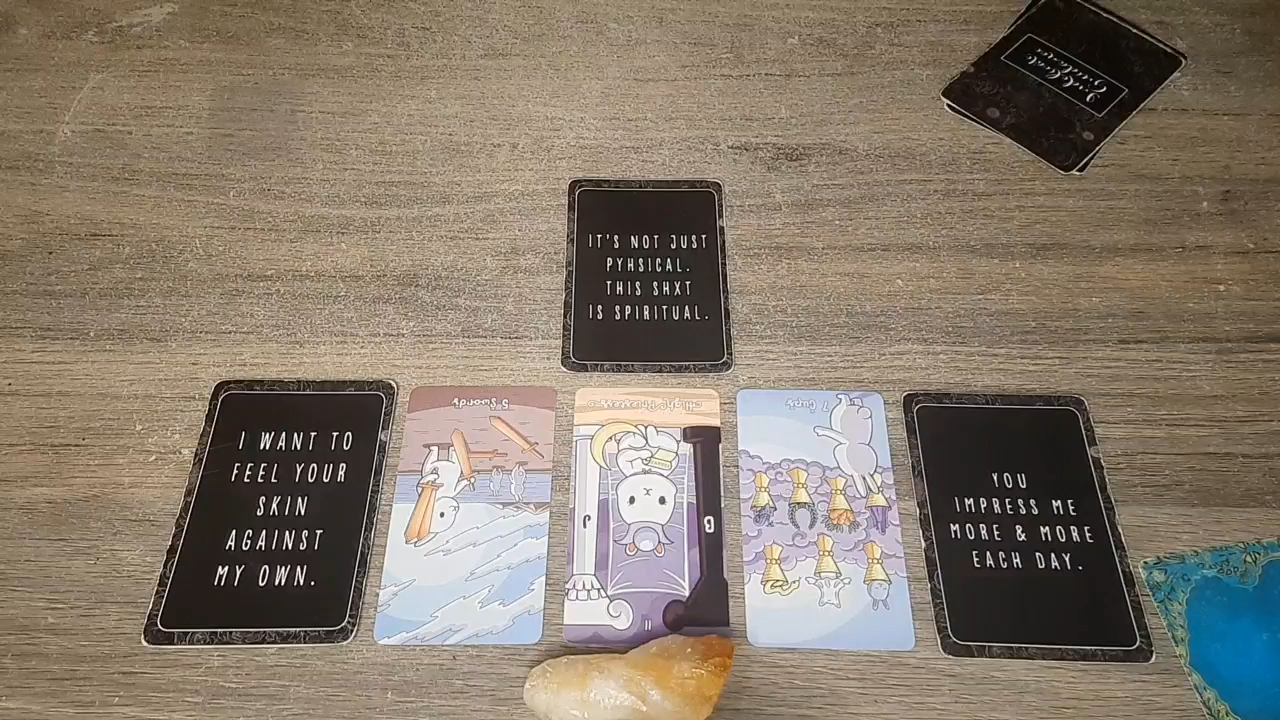 IT'S NOT JUST
PYHSICAL.
THIS SHXT
IS SPIRITUAL.
I WANT TO
FEEL YOUR
SKIN
AGAINST
MY OWN.
5 Swords
High Priestess
J
B
II
7 Cups
YOU
IMPRESS ME
MORE & MORE
EACH DAY.